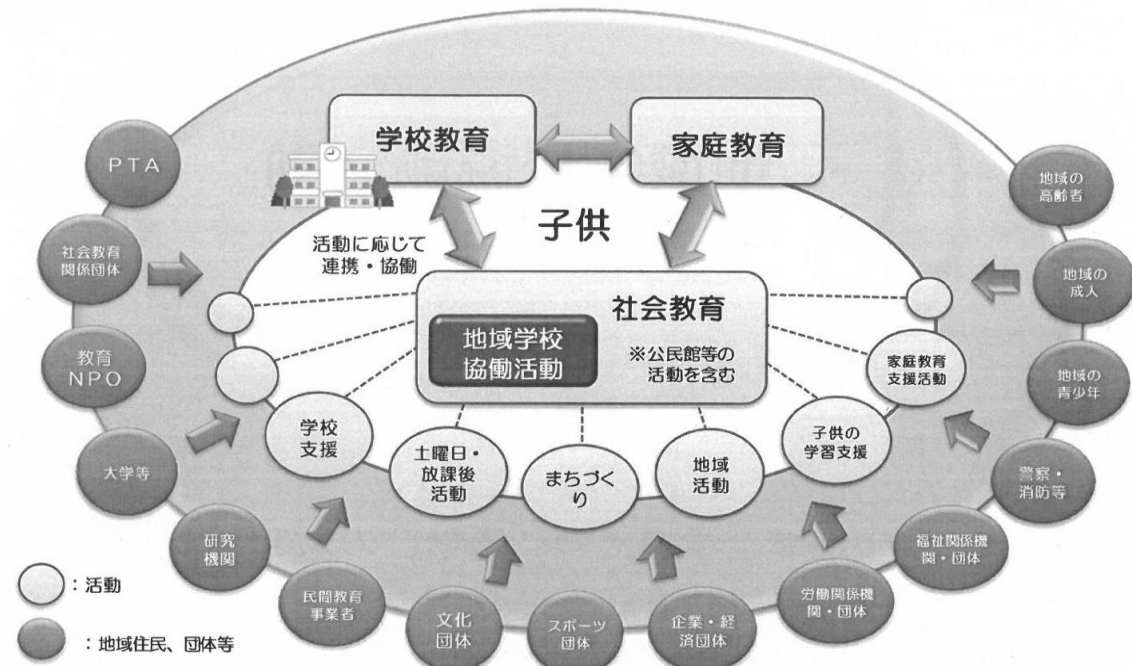 学校教育
家庭教育
子供
活動に応じて
連携・協働
社会教育
地域学校
協働活動
※公民館等の
活動を含む
学校
支援
土曜日・
放課後
活動
まちづく
り
地域
活動
子供の
学習支援
家庭教育
支援活動
PTA
社会教育
関係団体
教育
NPO
大学等
研究
機関
民間教育
事業者
文化
団体
スポーツ
団体
企業・経
済団体
労働関係機
関・団体
福祉関係機
関・団体
警察・
消防等
地域の
青少年
地域の
成人
地域の
高齢者
：活動
：地域住民、団体等